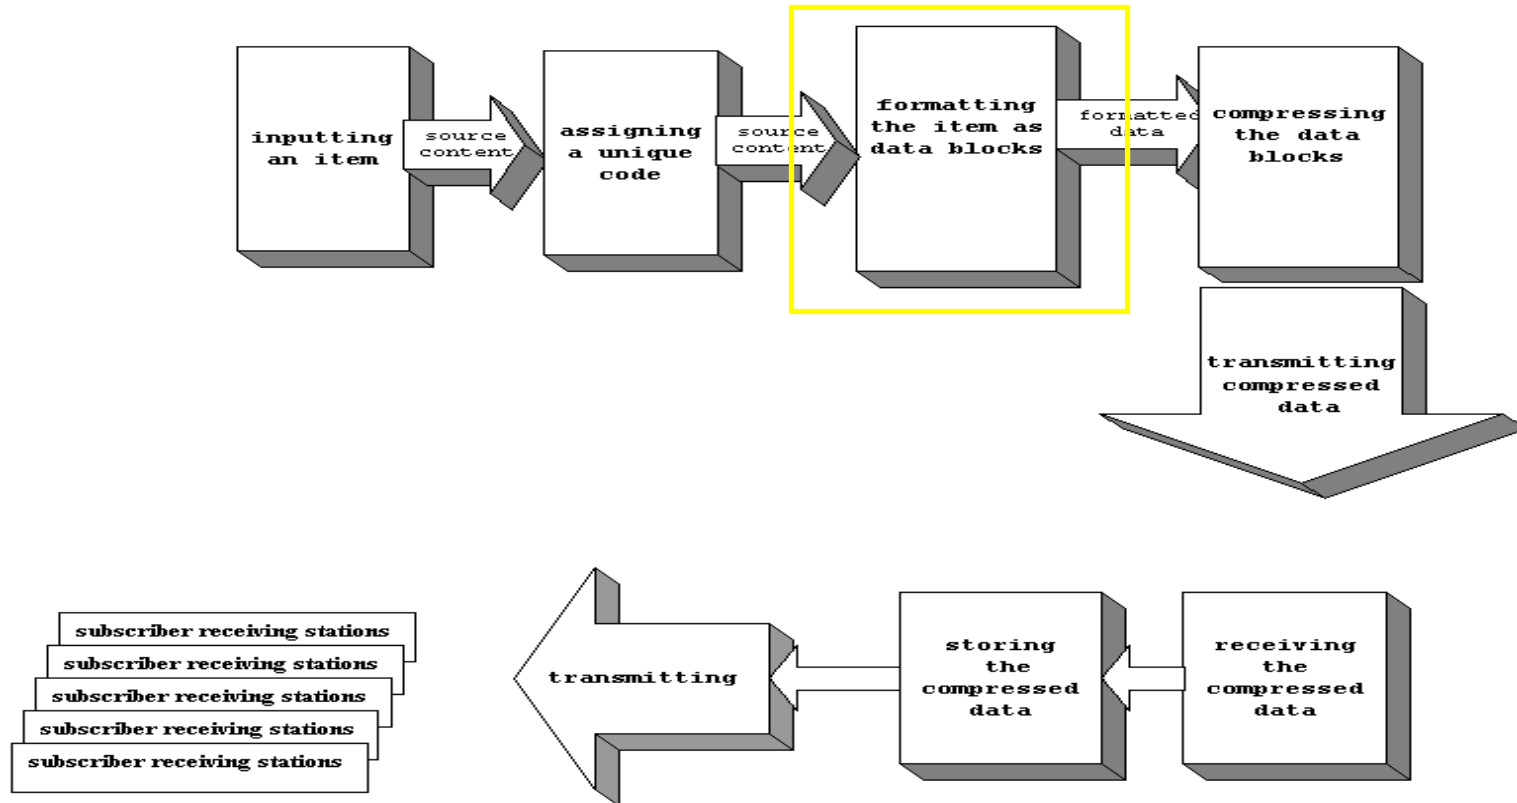 inputting
an item
source
content
assigning
a unique
code
source
content
formatting
the item as
data blocks
formatted
data
compressing
the data
blocks
transmitting
compressed
data
receiving
the
compressed
data
storing
the
compressed
data
transmitting
subscriber receiving stations
subscriber receiving stations
subscriber receiving stations
subscriber receiving stations
subscriber receiving stations